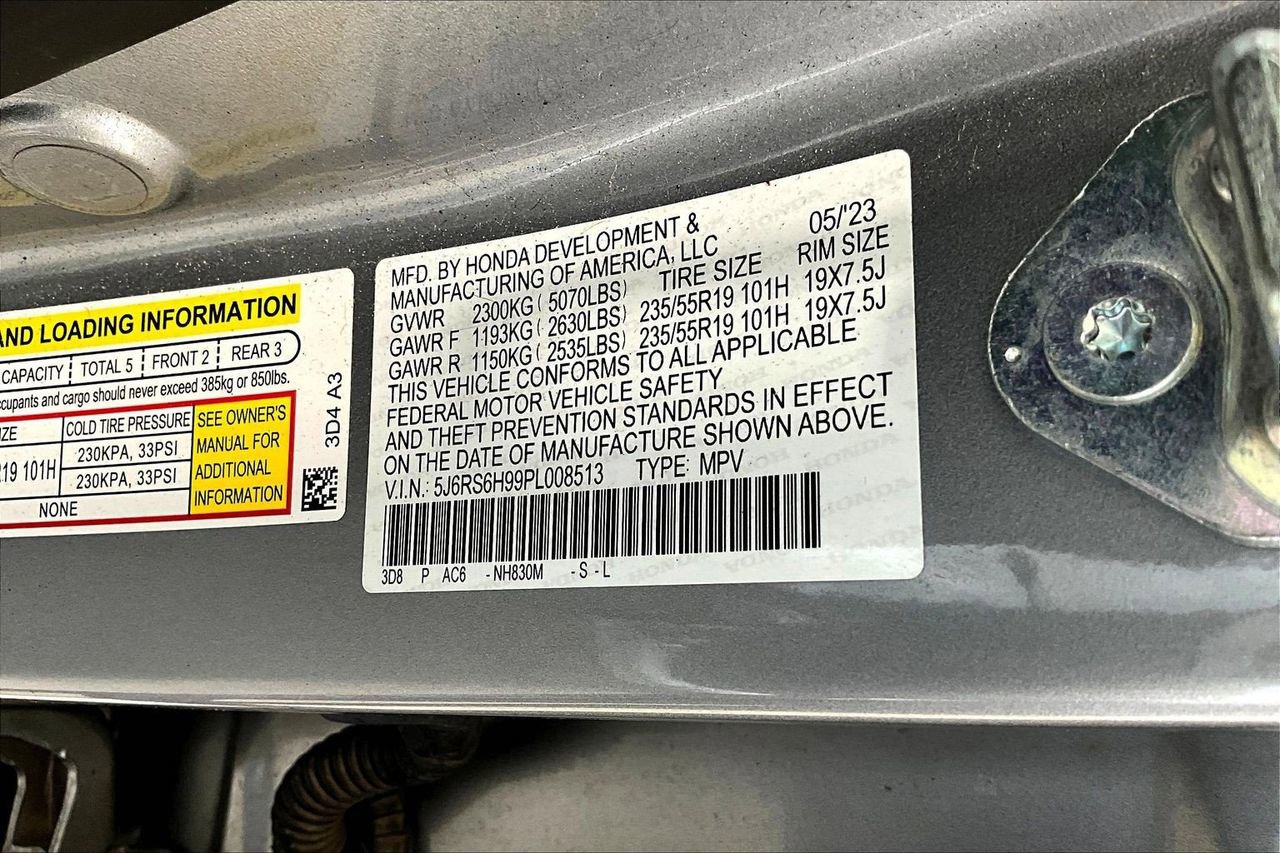 AND LOADING INFORMATION
CAPACITY TOTAL 5 FRONT 2 REAR 3
ccupants and cargo should never exceed 385kg or 850lbs.
ZE COLD TIRE PRESSURE SEE OWNER'S
MANUAL FOR
ADDITIONAL
INFORMATION
R19 101H 230KPA, 33PSI
230KPA, 33PSI
NONE
3D4 A3
MFD. BY HONDA DEVELOPMENT & 05/'23
MANUFACTURING OF AMERICA, LLC
TIRE SIZE RIM SIZE
GVWR 2300KG ( 5070LBS)
GAWR F 1193KG ( 2630LBS) 235/55R19 101H 19X7.5J
GAWR R 1150KG ( 2535LBS) 235/55R19 101H 19X7.5J
THIS VEHICLE CONFORMS TO ALL APPLICABLE
FEDERAL MOTOR VEHICLE SAFETY
AND THEFT PREVENTION STANDARDS IN EFFECT
ON THE DATE OF MANUFACTURE SHOWN ABOVE.
V.I.N.: 5J6RS6H99PL008513 TYPE: MPV
3D8 P AC6 -NH830M -S-L